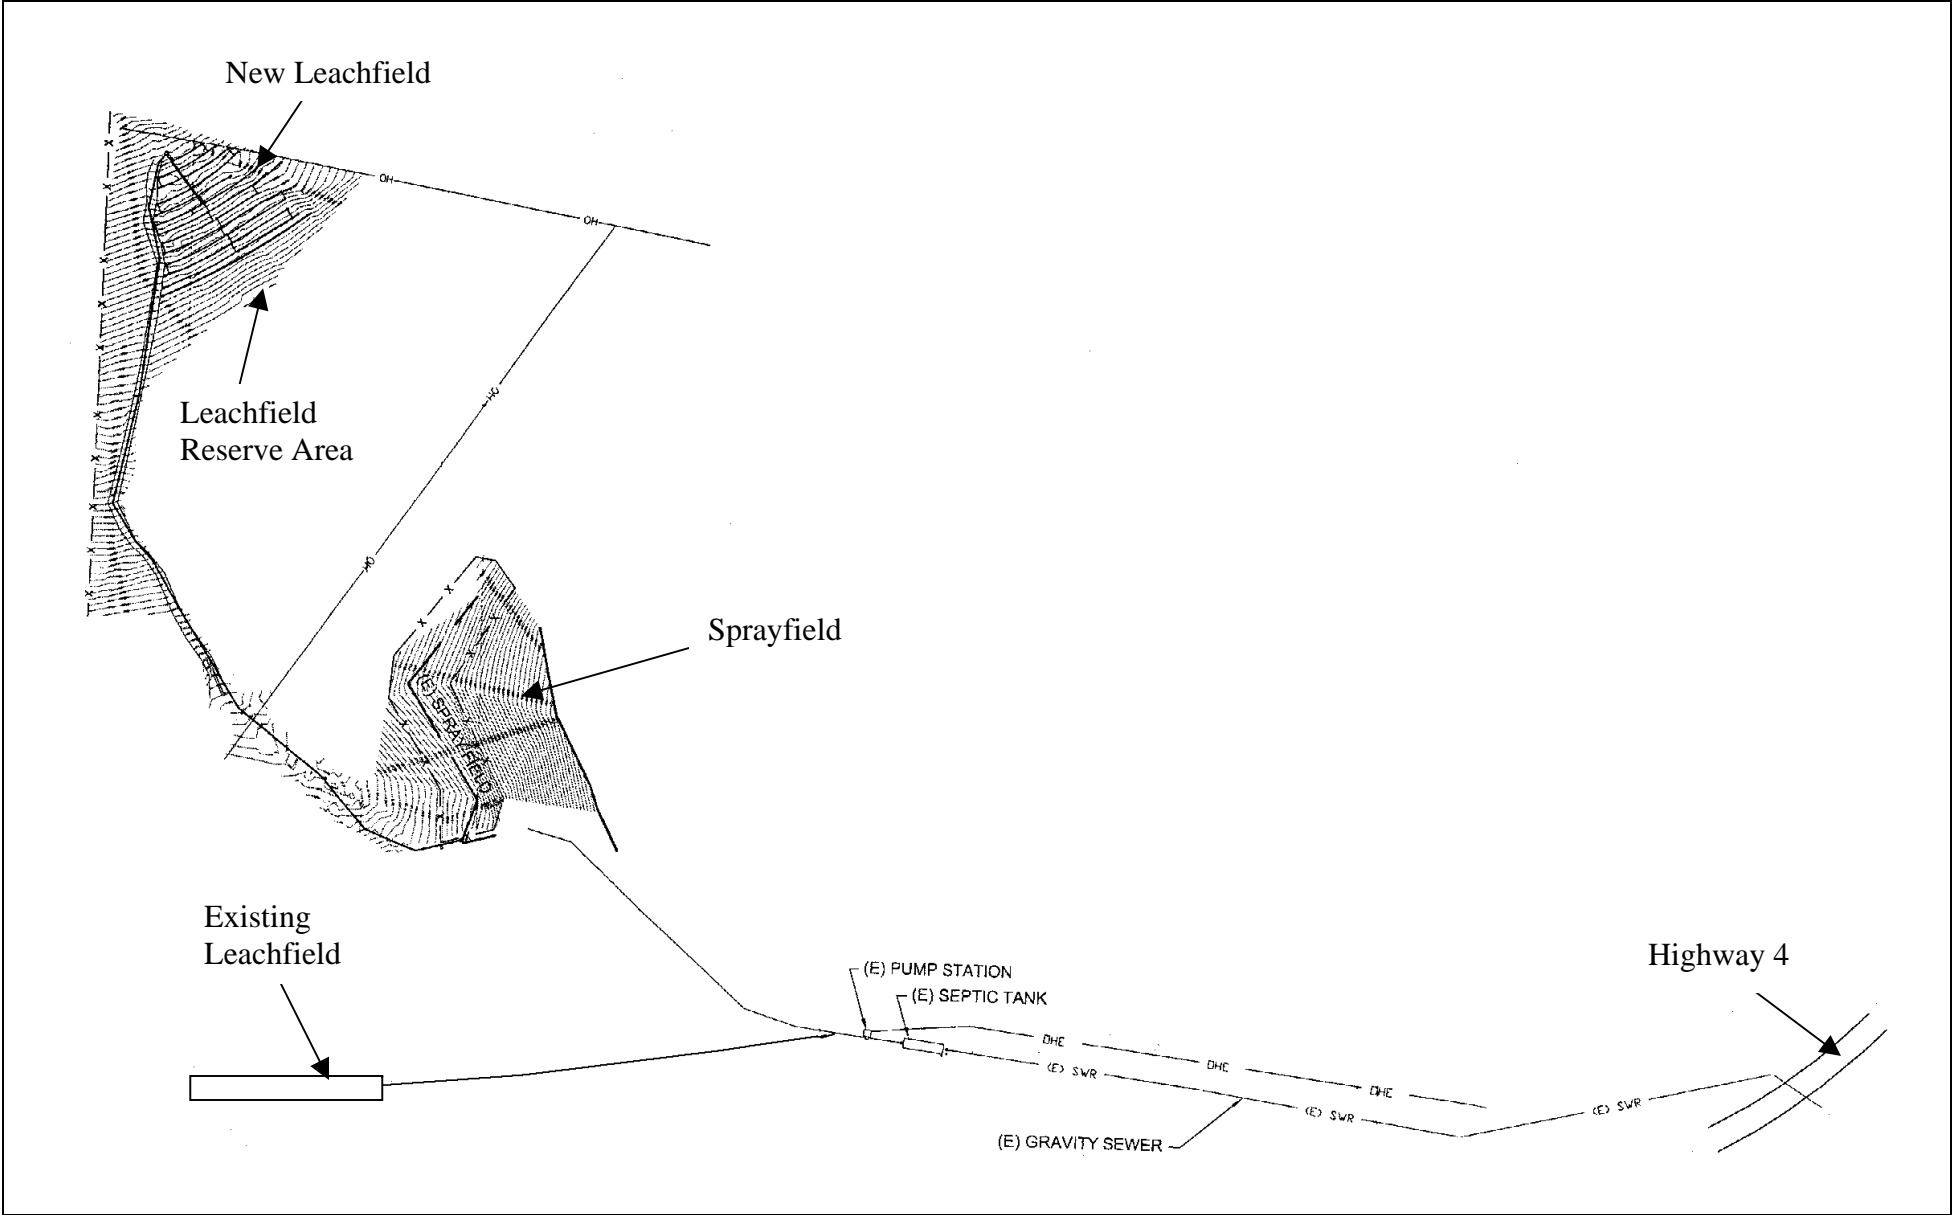 New Leachfield
OH
OH
OH
OH
Leachfield
Reserve Area
Sprayfield
(E) SPRAYFIELD
Existing
Leachfield
Highway 4
(E) PUMP STATION
(E) SEPTIC TANK
OHE
OHE
OHE
(E) SWR
(E) SWR
(E) SWR
(E) GRAVITY SEWER